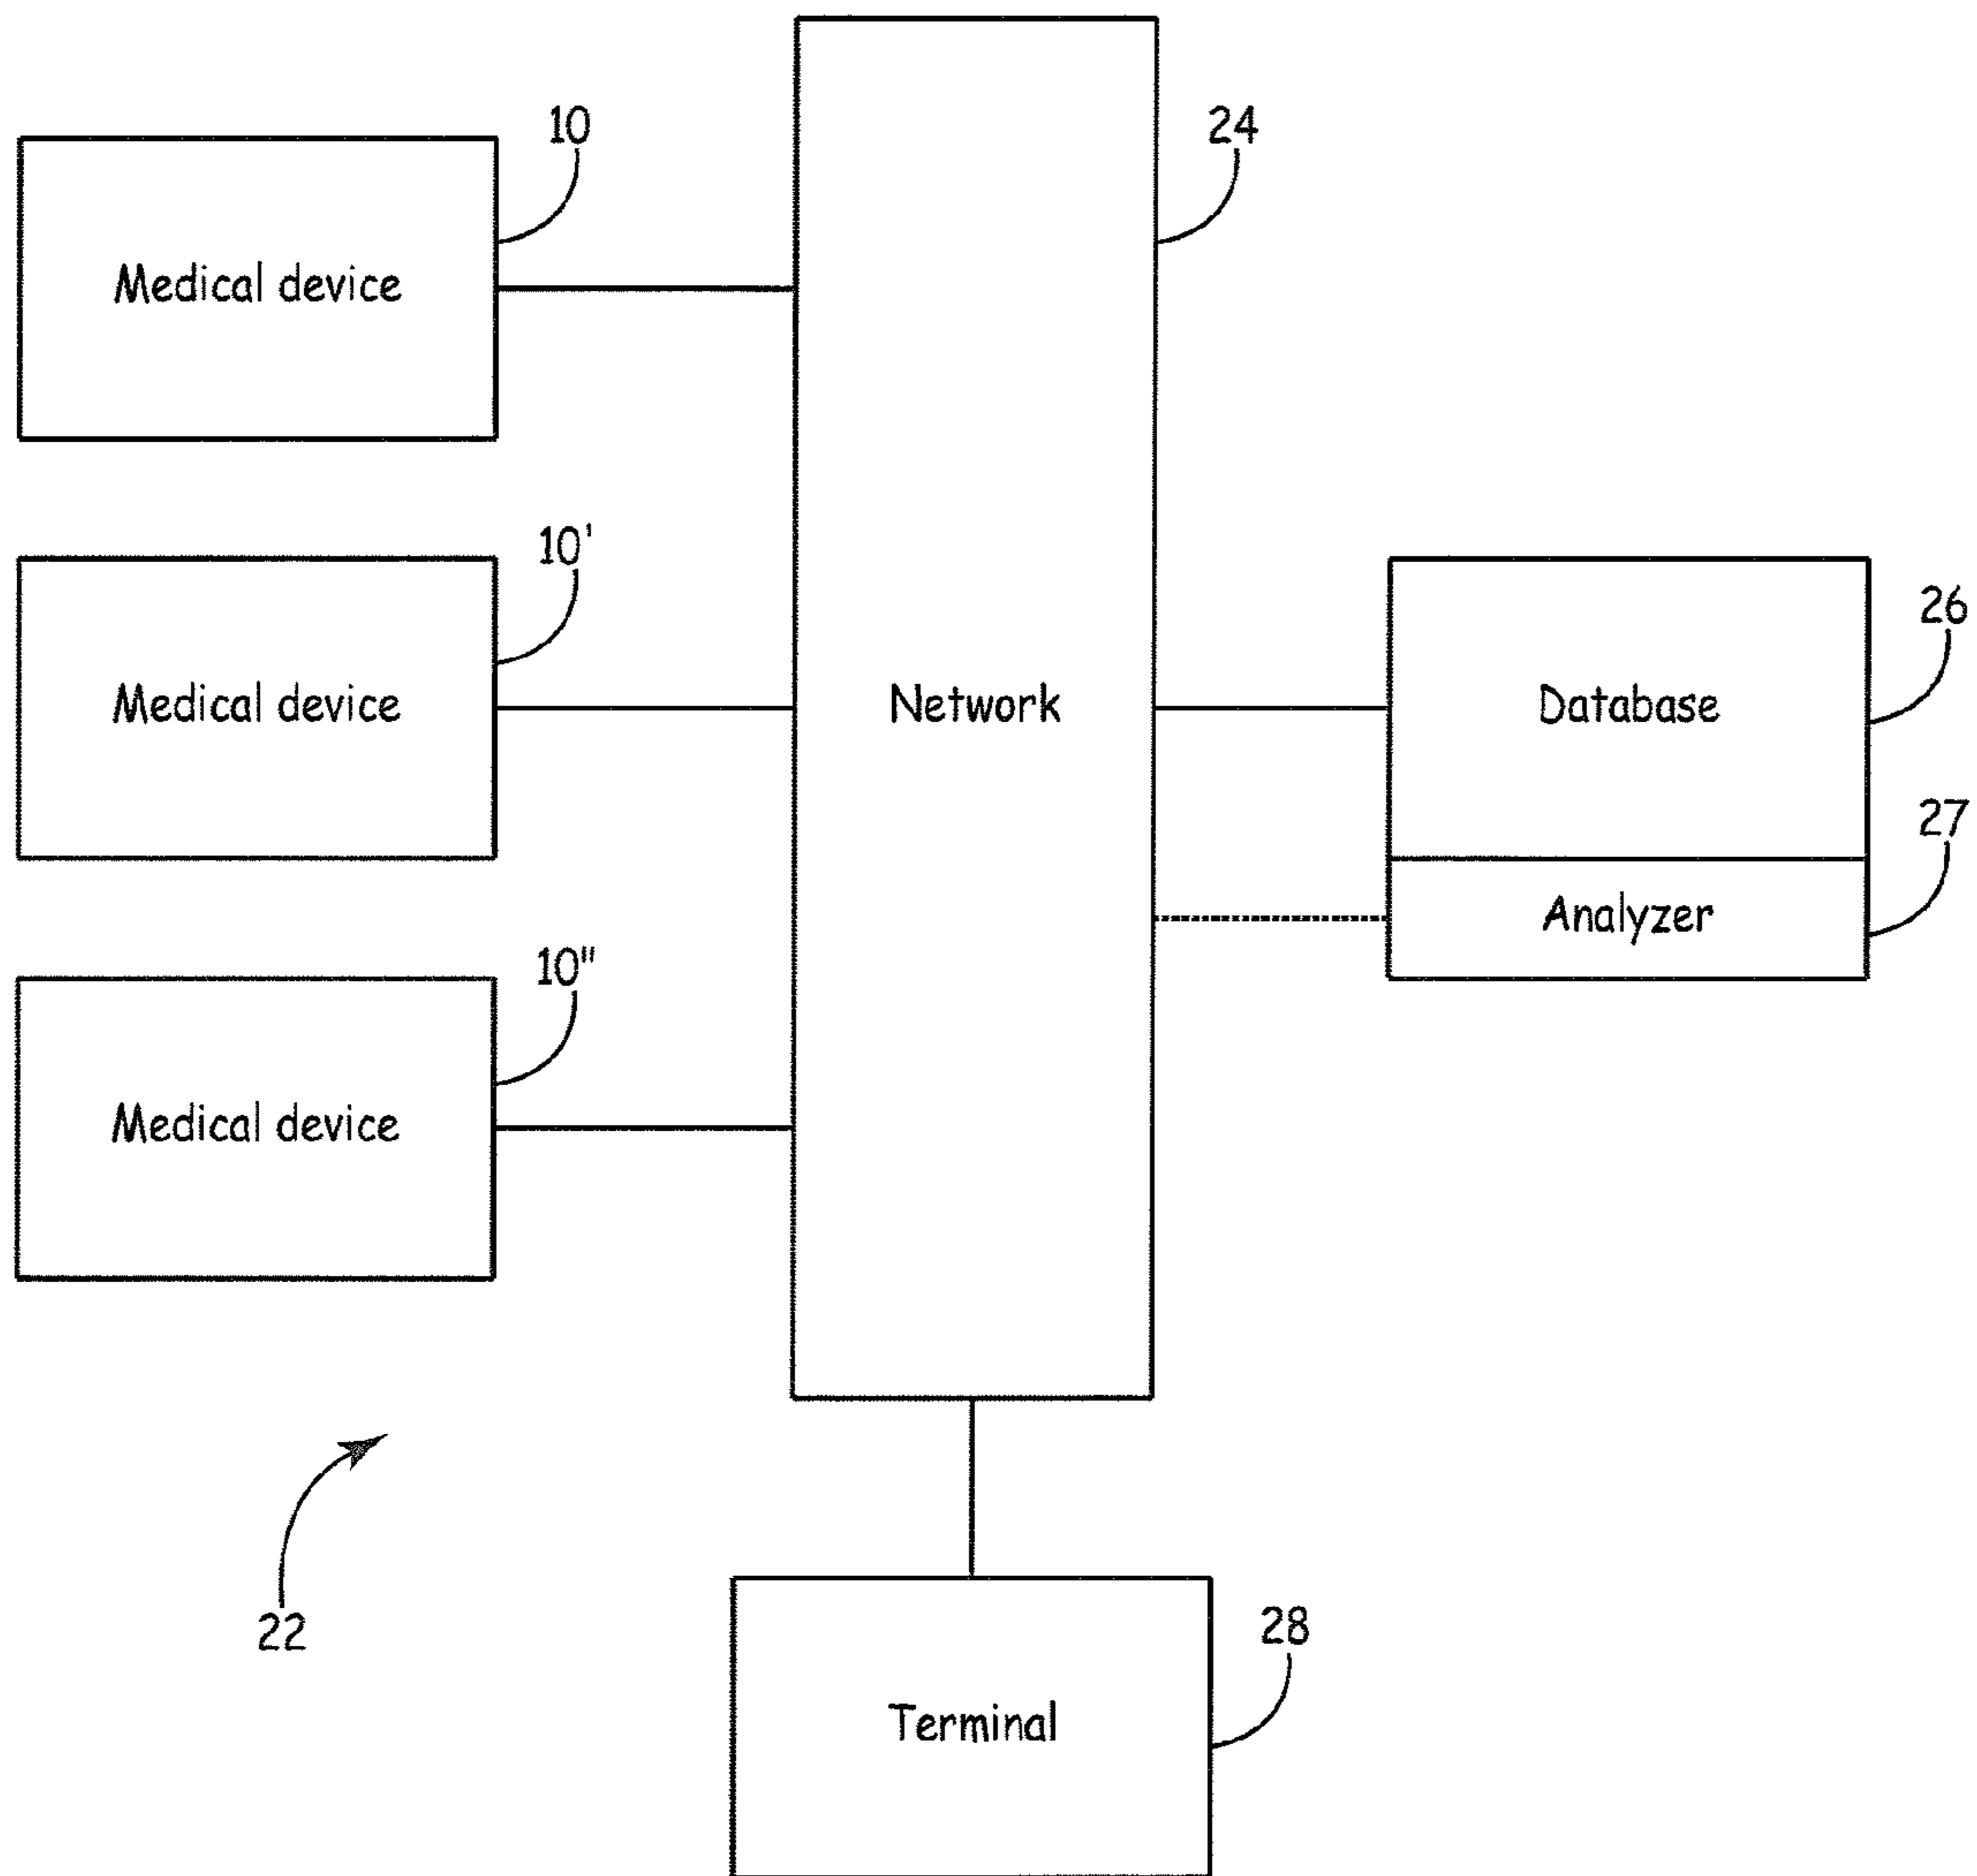 10
24
Medical device
10'
26
Medical device
Network
Database
27
Analyzer
10"
Medical device
22
28
Terminal